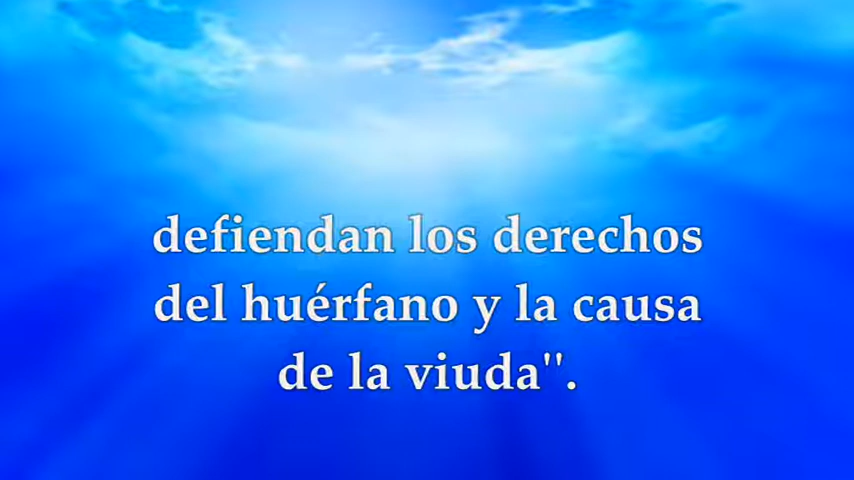 defiendan los derechos
del huérfano y la causa
de la viuda".